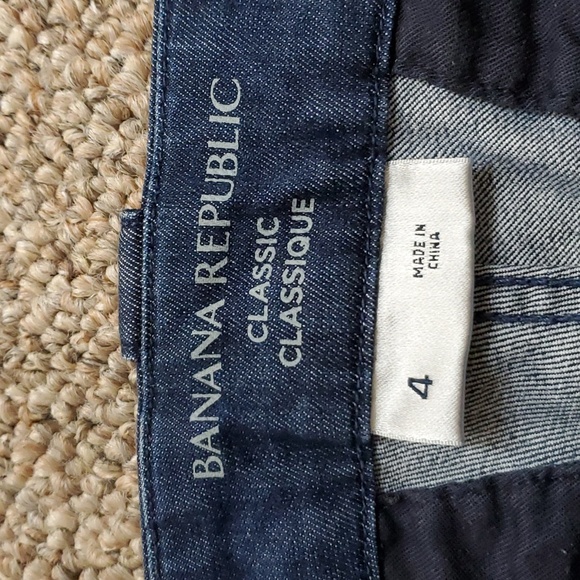 BANANA REPUBLIC
CLASSIC
CLASSIQUE
MADE IN
CHINA
4